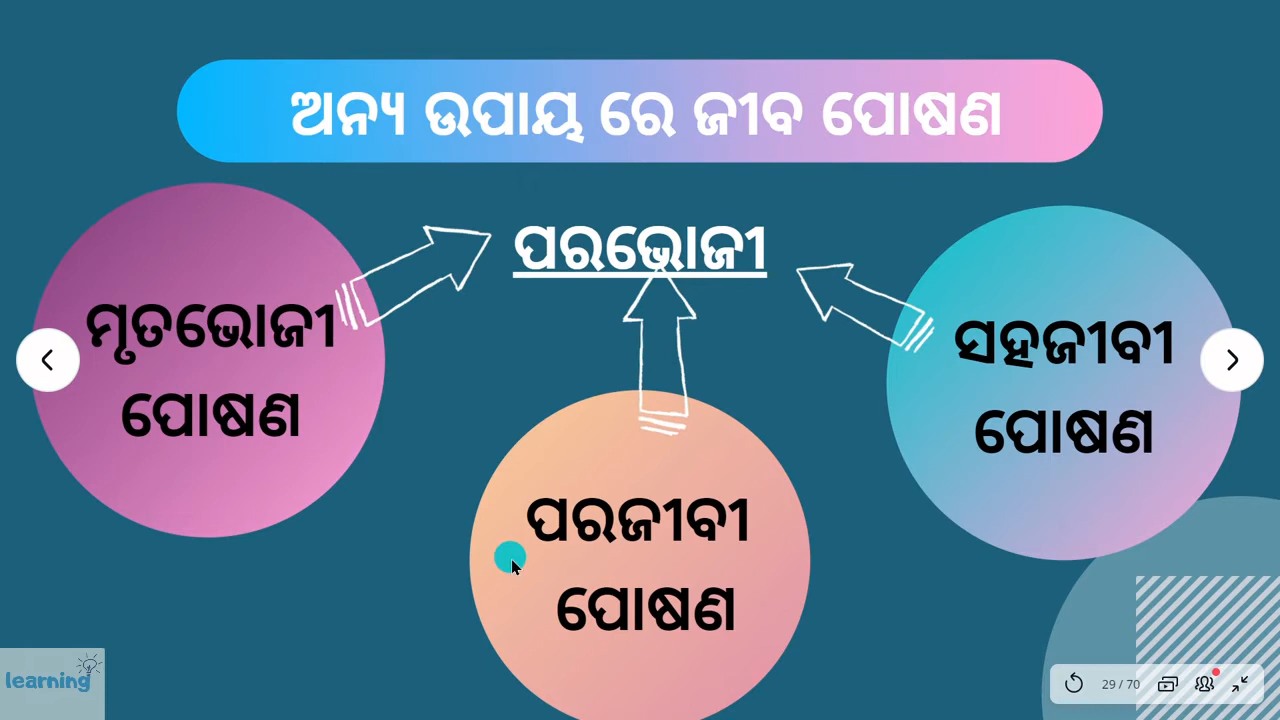 ଅନ୍ୟ ଉପାୟ ରେ ଜୀବ ପୋଷଣ
ପରଭୋଜୀ
ମୃତଭୋଜୀ
ପୋଷଣ
ସହଜୀବୀ
ପୋଷଣ
ପରଜୀବୀ
ପୋଷଣ
learning
29 / 70